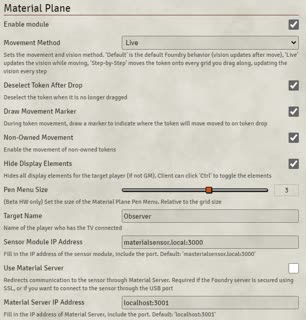 Material Plane
Enable module
Movement Method
Live
Sets the movement and vision method. 'Default' is the default Foundry behavior (vision updates after move), 'Live'
updates the vision while moving, 'Step-by-Step' moves the token onto every grid you drag along, updating the
vision every step
Deselect Token After Drop
Deselect the token when it is no longer dragged
Draw Movement Marker
During token movement, draw a marker to indicate where the token will move moved to an token drop
Non-Owned Movement
Enable the movement of non-owned tokens
Hide Display Elements
Hides all display elements for the target player (if not GM). Client can click 'Ctrl' to toggle the elements
Pen Menu Size
3
(Beta HW only) Set the size of the Material Plane Pen Menu. Relative to the grid size
Target Name
Observer
Name of the player who has the TV connected
Sensor Module IP Address
materialsensor.local:3000
Fill in the IP address of the sensor module, include the port. Default: 'materialsensor.local:3000'
Use Material Server
Redirects communication to the sensor through Material Server. Required if the Foundry server is secured using
SSL, or if you want to connect to the sensor through the USB port
Material Server IP Address
localhost:3001
Fill in the IP address of Material Server, include the port. Default: 'localhost:3001'